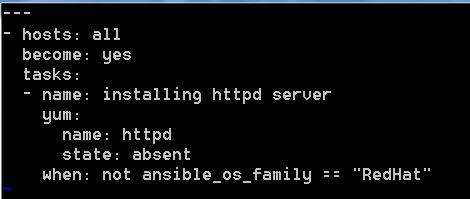 ---
- hosts: all
  become: yes
  tasks:
  - name: installing httpd server
    yum:
      name: httpd
      state: absent
    when: not ansible_os_family == "RedHat"
~